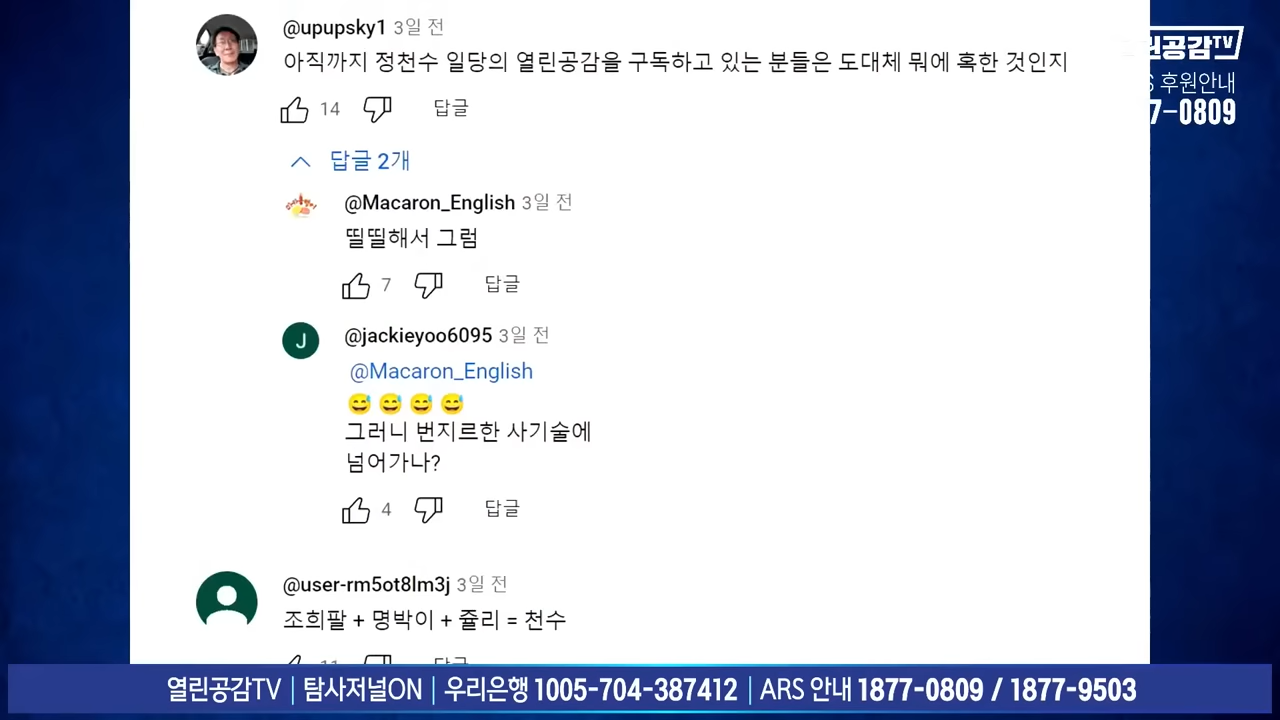 @upupsky1 3일 전
아직까지 정천수 일당의 열린공감을 구독하고 있는 분들은 도대체 뭐에 혹한 것인지
14 답글
답글 2개
@Macaron_English 3일 전
띨띨해서 그럼
7 답글
J
@jackieyoo6095 3일 전
@Macaron_English
😅 😅 😅 😅
그러니 번지르한 사기술에
넘어가나?
4 답글
@user-rm5ot8lm3j 3일 전
조희팔 + 명박이 + 쥴리 = 천수
11 답글
린공감TV
S 후원안내
7-0809
열린공감TV | 탐사저널ON | 우리은행 1005-704-387412 | ARS 안내 1877-0809 / 1877-9503